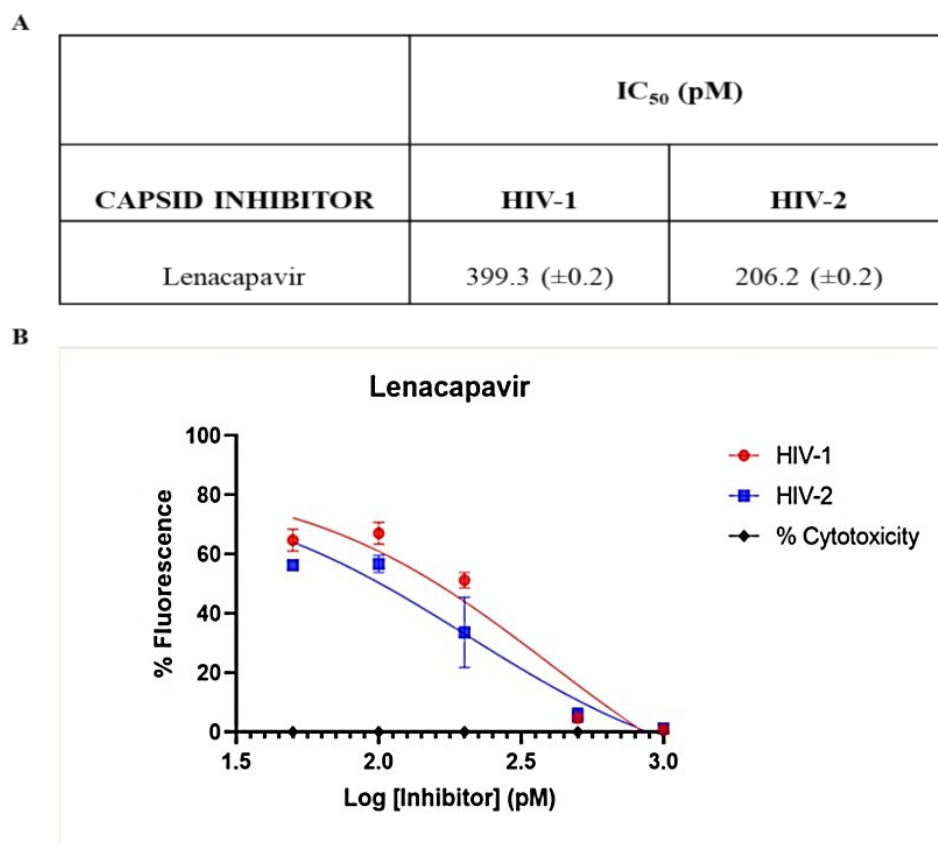 A
IC₅₀ (pM)
CAPSID INHIBITOR HIV-1 HIV-2
Lenacapavir 399.3 (±0.2) 206.2 (±0.2)
B
Lenacapavir
100
80
60
40
20
0
% Fluorescence
1.5 2.0 2.5 3.0
Log [Inhibitor] (pM)
HIV-1
HIV-2
% Cytotoxicity